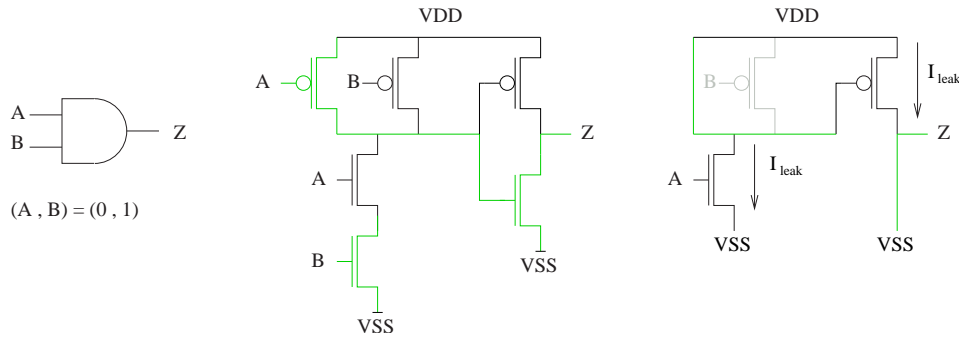 A
B
Z
(A , B) = (0 , 1)
VDD
A
B
Z
A
B
VSS
VSS
VDD
B
I leak
Z
A
I leak
VSS
VSS